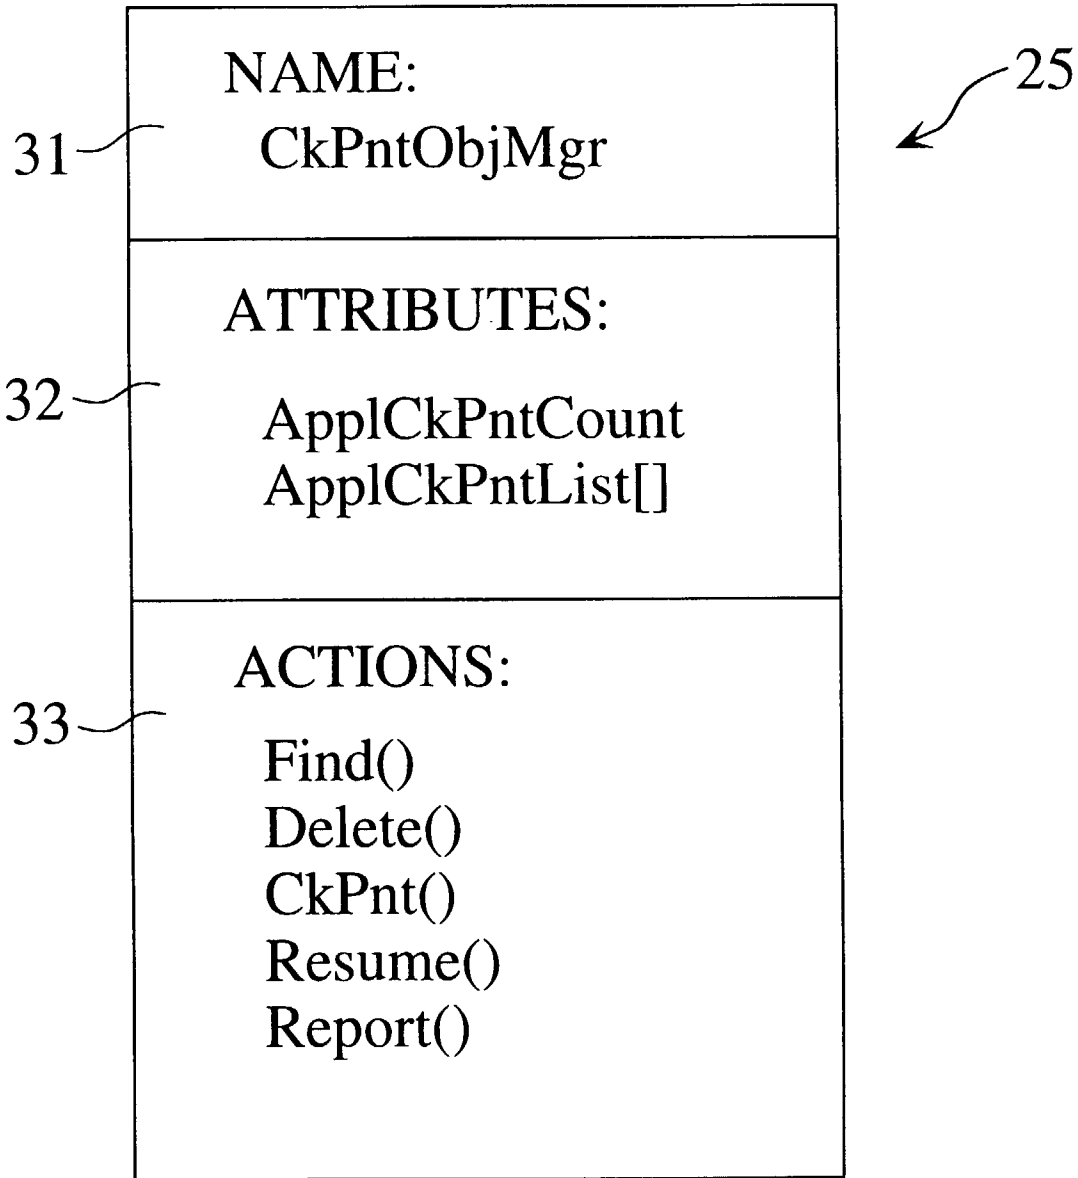 NAME:
25
31
CkPntObjMgr
ATTRIBUTES:
32
ApplCkPntCount
ApplCkPntList[]
ACTIONS:
33
Find()
Delete()
CkPnt()
Resume()
Report()